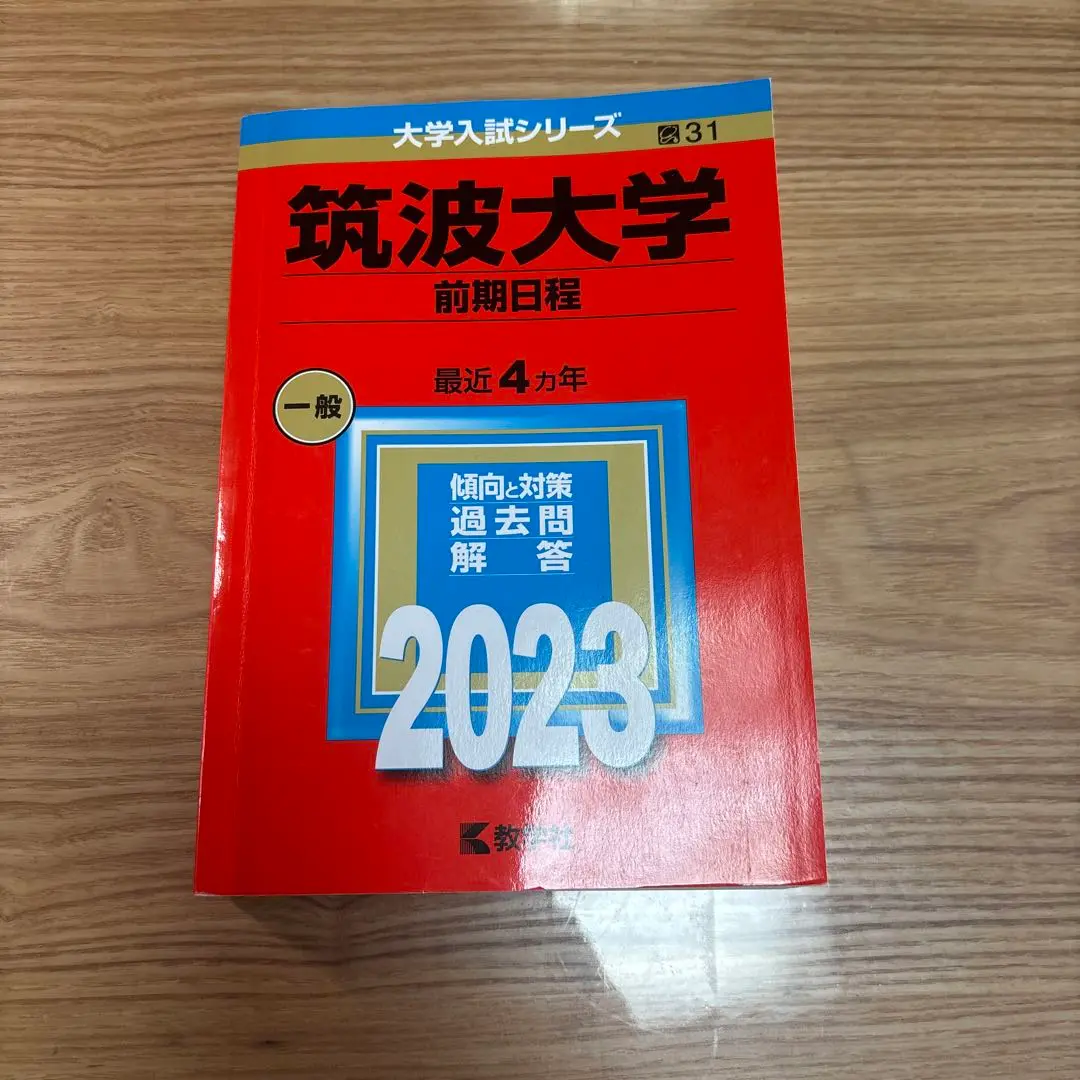 大学入試シリーズ 31
筑波大学
前期日程
最近4カ年
一般
傾向と対策
過去問
解答
2023
教学社